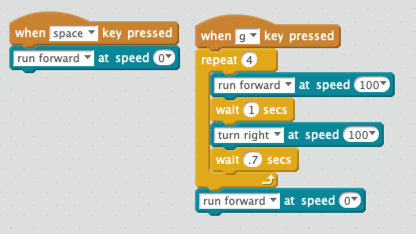 when space key pressed
run forward at speed 0
when g key pressed
repeat 4
run forward at speed 100
wait 1 secs
turn right at speed 100
wait .7 secs
run forward at speed 0